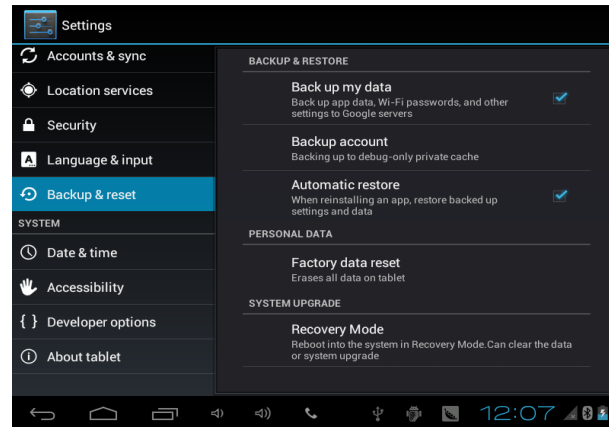 Settings
Accounts & sync
Location services
Security
Language & input
Backup & reset
SYSTEM
Date & time
Accessibility
{ } Developer options
About tablet
BACKUP & RESTORE
Back up my data
Back up app data, Wi-Fi passwords, and other
settings to Google servers
Backup account
Backing up to debug-only private cache
Automatic restore
When reinstalling an app, restore backed up
settings and data
PERSONAL DATA
Factory data reset
Erases all data on tablet
SYSTEM UPGRADE
Recovery Mode
Reboot into the system in Recovery Mode.Can clear the data
or system upgrade
12:07